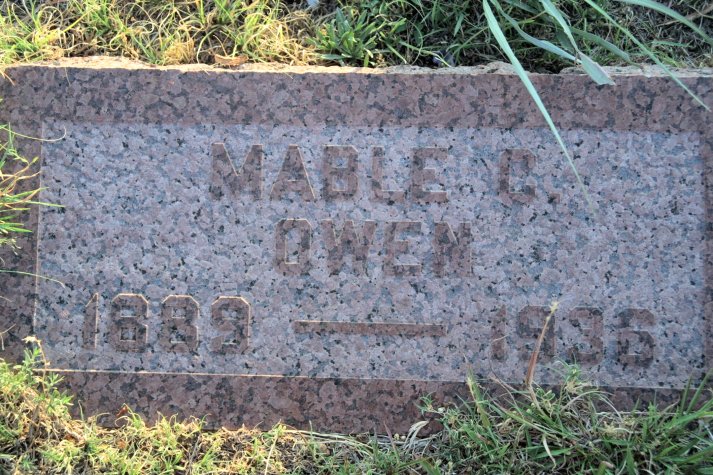 MABLE C.
OWEN
1889 — 1936